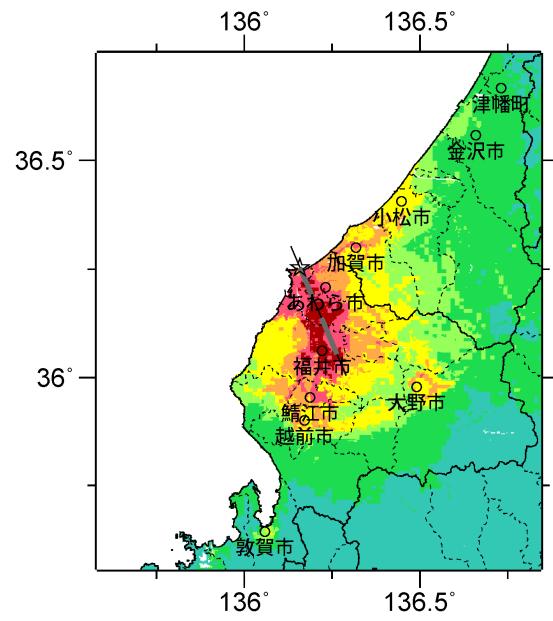 136°
136.5°
津幡町
金沢市
36.5°
小松市
加賀市
あわら市
福井市
36°
大野市
鯖江市
越前市
敦賀市
136°
136.5°